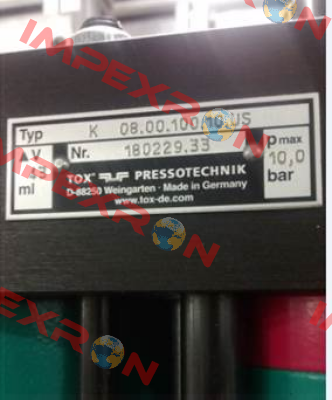 IMPEXRON
Typ K 08.00.100/10 US
V Nr. 180229.33 pmax
ml 10,0 bar
TOX® PRESSOTECHNIK
D-88250 Weingarten · Made in Germany
www.tox-de.com
IMPEXRON
IMPEXRON